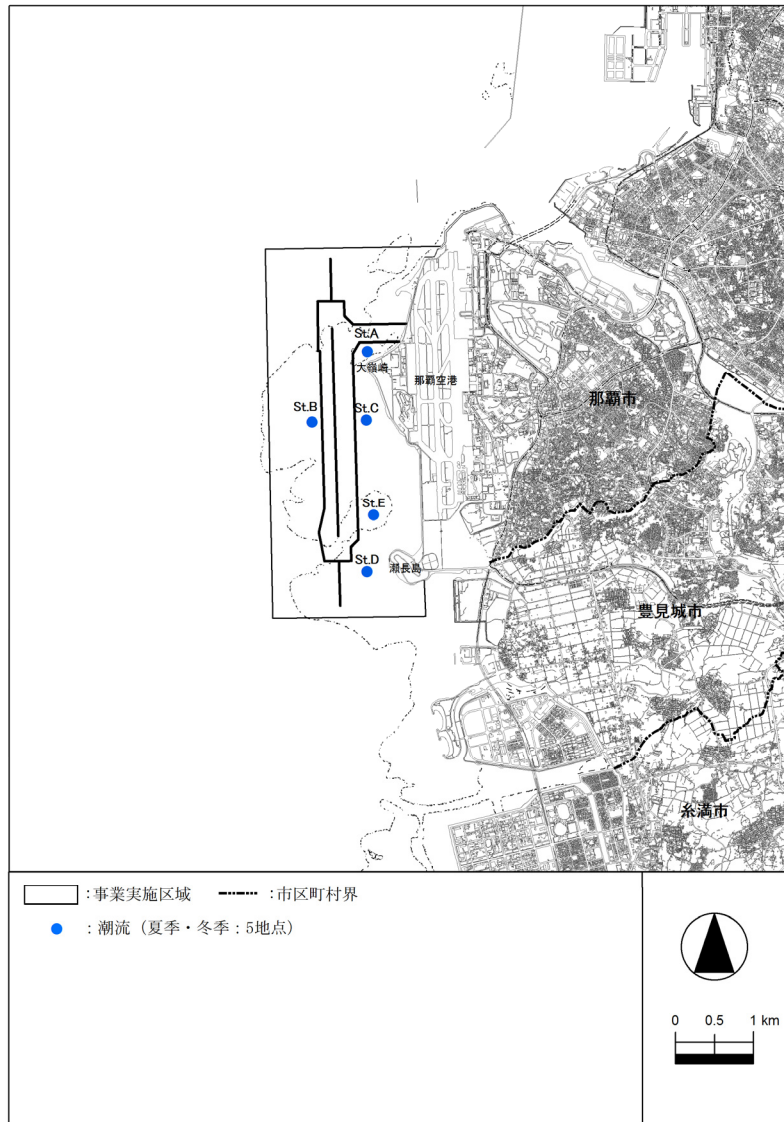 St.A
大嶺崎
那覇空港
St.B
St.C
那覇市
St.E
St.D
瀬長島
豊見城市
糸満市
:事業実施区域
:市区町村界
:潮流（夏季・冬季：5地点）
0 0.5 1 km